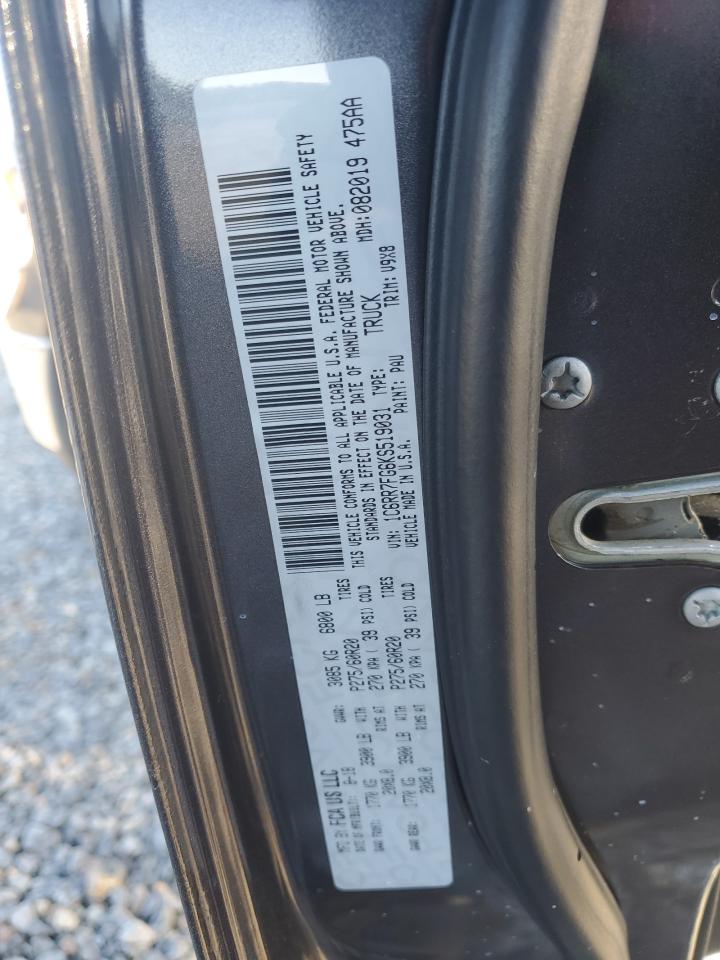 MFD BY FCA US LLC
DATE OF MFR/BUILT: 8-18
GVWR: 3085 KG 6800 LB
GAWR FRONT: 1770 KG 3900 LB WITH P275/60R20 TIRES
20X8.0 RIMS AT 270 KPA ( 39 PSI) COLD
GAWR REAR: 1770 KG 3900 LB WITH P275/60R20 TIRES
20X8.0 RIMS AT 270 KPA ( 39 PSI) COLD
THIS VEHICLE CONFORMS TO ALL APPLICABLE U.S.A. FEDERAL MOTOR VEHICLE SAFETY
STANDARDS IN EFFECT ON THE DATE OF MANUFACTURE SHOWN ABOVE.
VIN: 1C6RR7FG6KS519031 TYPE: TRUCK MDH:082019 475AA
VEHICLE MADE IN U.S.A. PAINT: PAU TRIM: V9X8